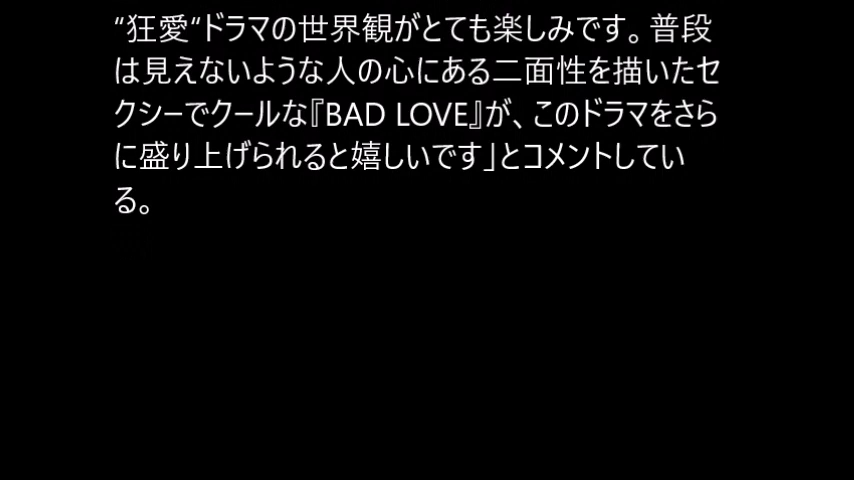 “狂愛“ドラマの世界観がとても楽しみです。普段
は見えないような人の心にある二面性を描いたセ
クシーでクールな『BAD LOVE』が、このドラマをさら
に盛り上げられると嬉しいです」とコメントしてい
る。